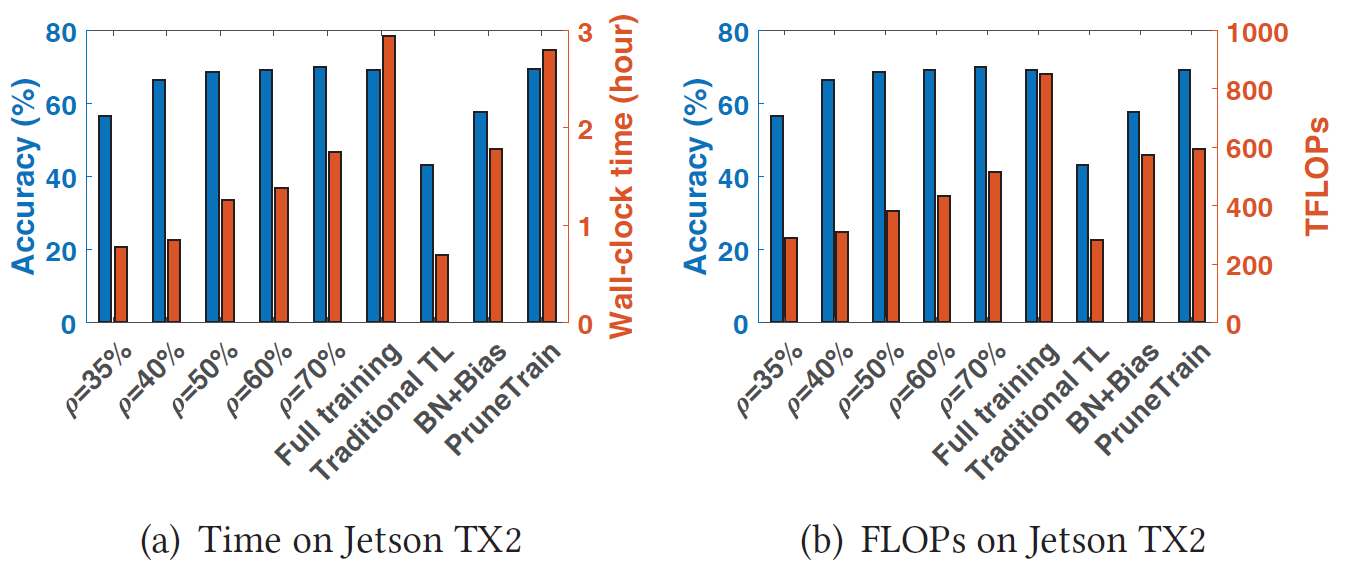 80
60
40
20
0
Accuracy (%)
3
2
1
0
Wall-clock time (hour)
ρ=35%
ρ=40%
ρ=50%
ρ=60%
ρ=70%
Full training
Traditional TL
BN+Bias
PruneTrain
(a) Time on Jetson TX2
80
60
40
20
0
Accuracy (%)
1000
800
600
400
200
0
TFLOPs
ρ=35%
ρ=40%
ρ=50%
ρ=60%
ρ=70%
Full training
Traditional TL
BN+Bias
PruneTrain
(b) FLOPs on Jetson TX2